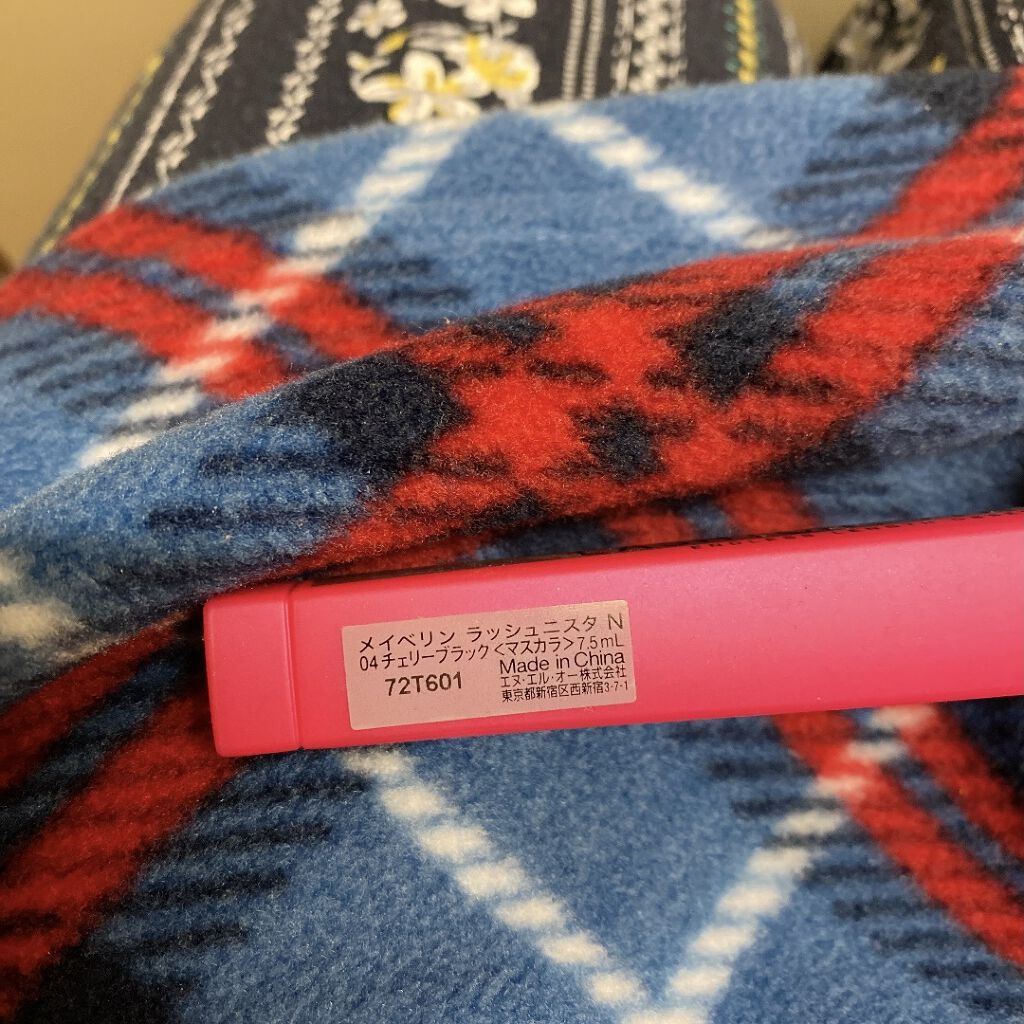 メイベリン ラッシュニスタ N
04チェリーブラック<マスカラ>7.5mL
Made in China
72T601
エヌ・エル・オー株式会社
東京都新宿区西新宿3-7-1